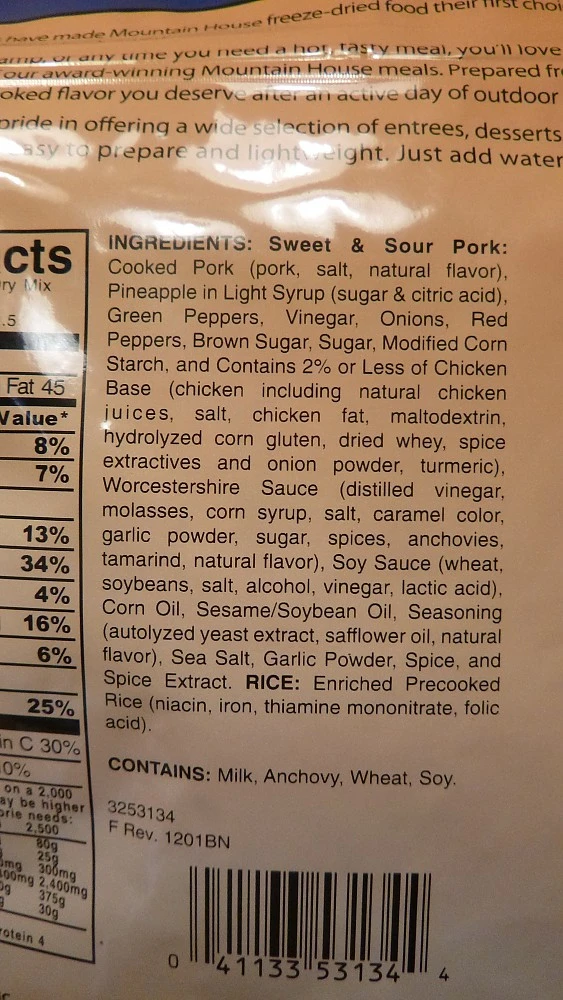 have made Mountain House freeze-dried food their first choi
or any time you need a hot, tasty meal, you'll love
our award-winning Mountain House meals. Prepared fr
oked flavor you deserve after an active day of outdoor
pride in offering a wide selection of entrees, desserts
asy to prepare and lightweight. Just add water
cts
ry Mix
.5
Fat 45
Value*
8%
7%
13%
34%
4%
16%
6%
25%
in C 30%
0%
on a 2,000
ay be higher
orie needs:
2,500
80g
25g
0mg 300mg
400mg 2,400mg
0g 375g
30g
rotein 4
INGREDIENTS: Sweet & Sour Pork:
Cooked Pork (pork, salt, natural flavor),
Pineapple in Light Syrup (sugar & citric acid),
Green Peppers, Vinegar, Onions, Red
Peppers, Brown Sugar, Sugar, Modified Corn
Starch, and Contains 2% or Less of Chicken
Base (chicken including natural chicken
juices, salt, chicken fat, maltodextrin,
hydrolyzed corn gluten, dried whey, spice
extractives and onion powder, turmeric),
Worcestershire Sauce (distilled vinegar,
molasses, corn syrup, salt, caramel color,
garlic powder, sugar, spices, anchovies,
tamarind, natural flavor), Soy Sauce (wheat,
soybeans, salt, alcohol, vinegar, lactic acid),
Corn Oil, Sesame/Soybean Oil, Seasoning
(autolyzed yeast extract, safflower oil, natural
flavor), Sea Salt, Garlic Powder, Spice, and
Spice Extract. RICE: Enriched Precooked
Rice (niacin, iron, thiamine mononitrate, folic
acid).
CONTAINS: Milk, Anchovy, Wheat, Soy.
3253134
F Rev. 1201BN
0 41133 53134 4